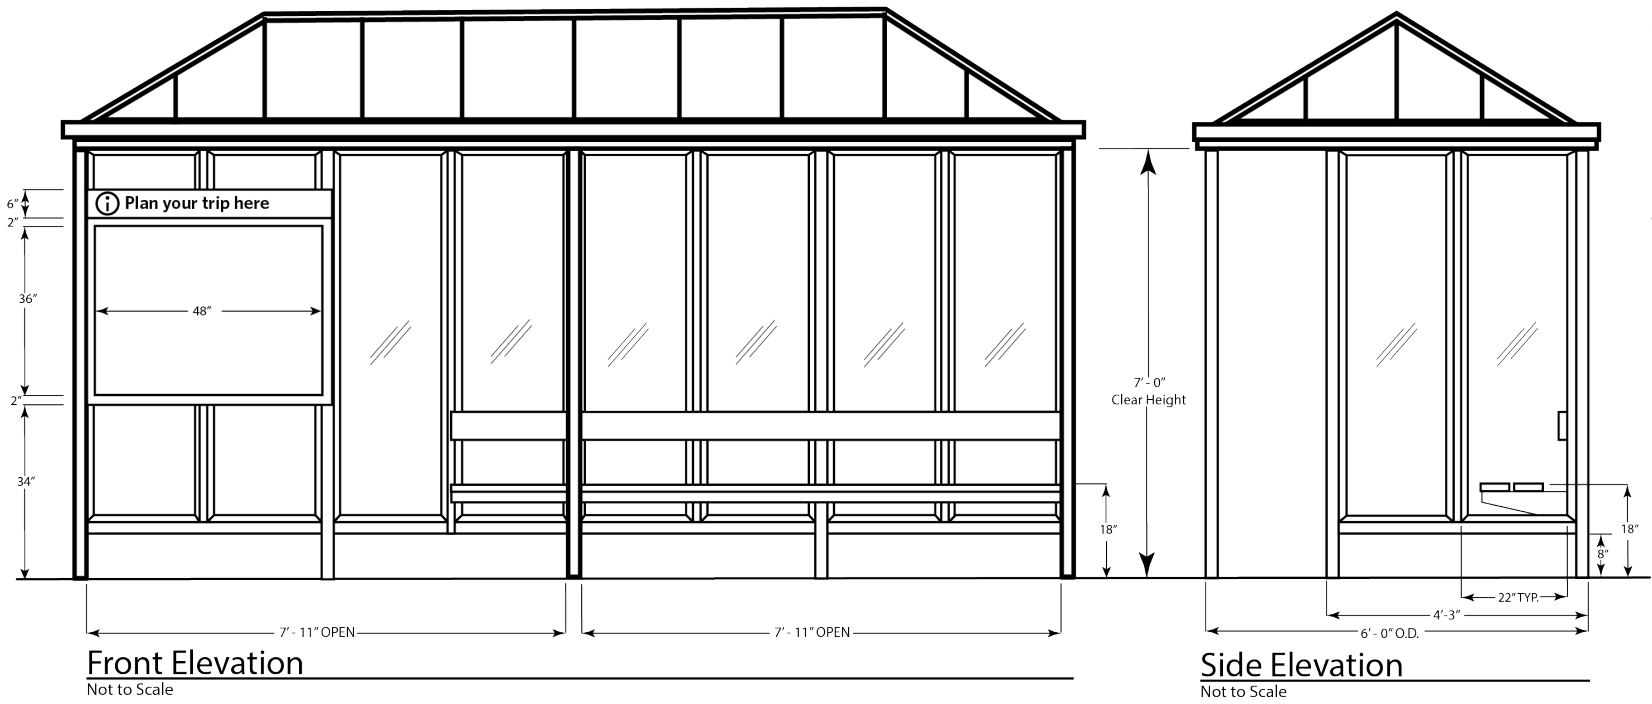 Plan your trip here
6"
2"
36"
48"
2"
34"
7' - 0"
Clear Height
18"
18"
8"
22" TYP.
4'-3"
7' - 11" OPEN
7' - 11" OPEN
6' - 0" O.D.
Front Elevation
Not to Scale
Side Elevation
Not to Scale